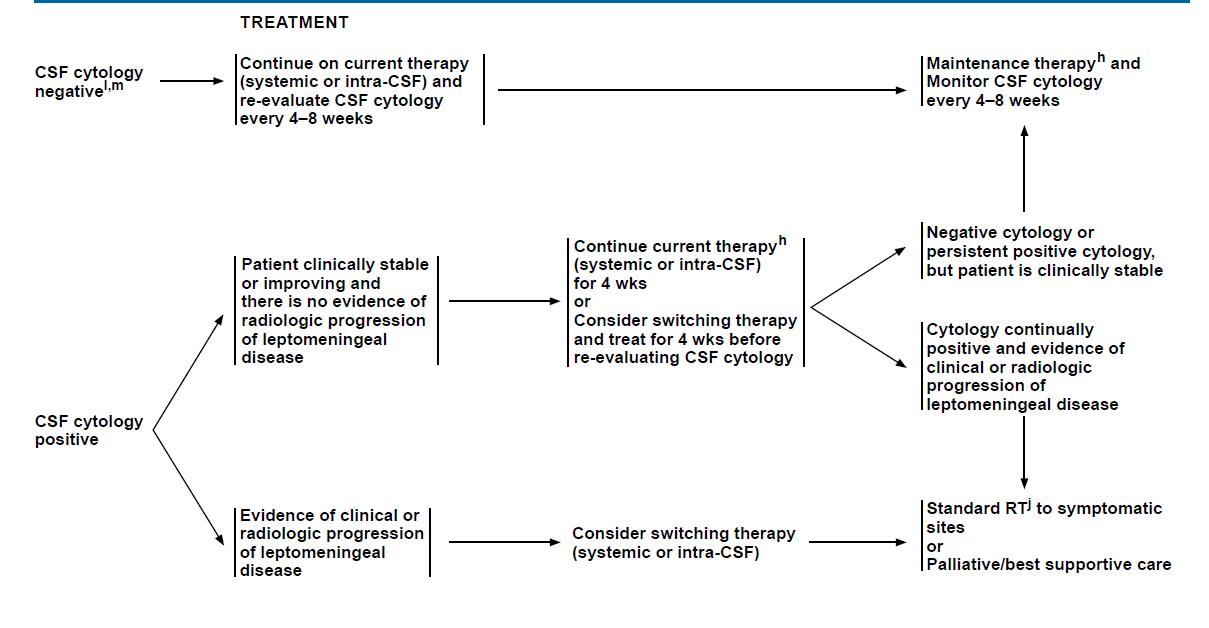 TREATMENT
CSF cytology
negativel,m
Continue on current therapy
(systemic or intra-CSF) and
re-evaluate CSF cytology
every 4–8 weeks
Maintenance therapyh and
Monitor CSF cytology
every 4–8 weeks
CSF cytology
positive
Patient clinically stable
or improving and
there is no evidence of
radiologic progression
of leptomeningeal
disease
Continue current therapyh
(systemic or intra-CSF)
for 4 wks
or
Consider switching therapy
and treat for 4 wks before
re-evaluating CSF cytology
Negative cytology or
persistent positive cytology,
but patient is clinically stable
Cytology continually
positive and evidence of
clinical or radiologic
progression of
leptomeningeal disease
Evidence of clinical or
radiologic progression
of leptomeningeal
disease
Consider switching therapy
(systemic or intra-CSF)
Standard RTj to symptomatic
sites
or
Palliative/best supportive care